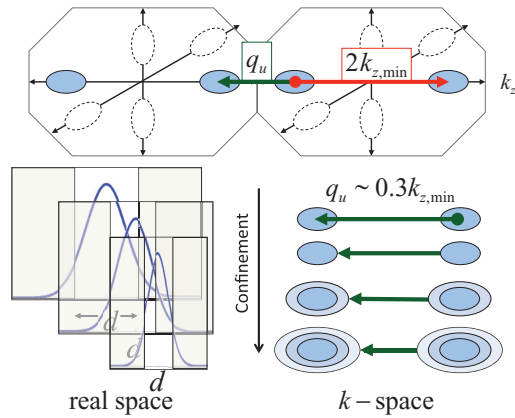 q_u
2k_{z,min}
k_z
q_u ~ 0.3k_{z,min}
Confinement
d
d
d
real space
k – space